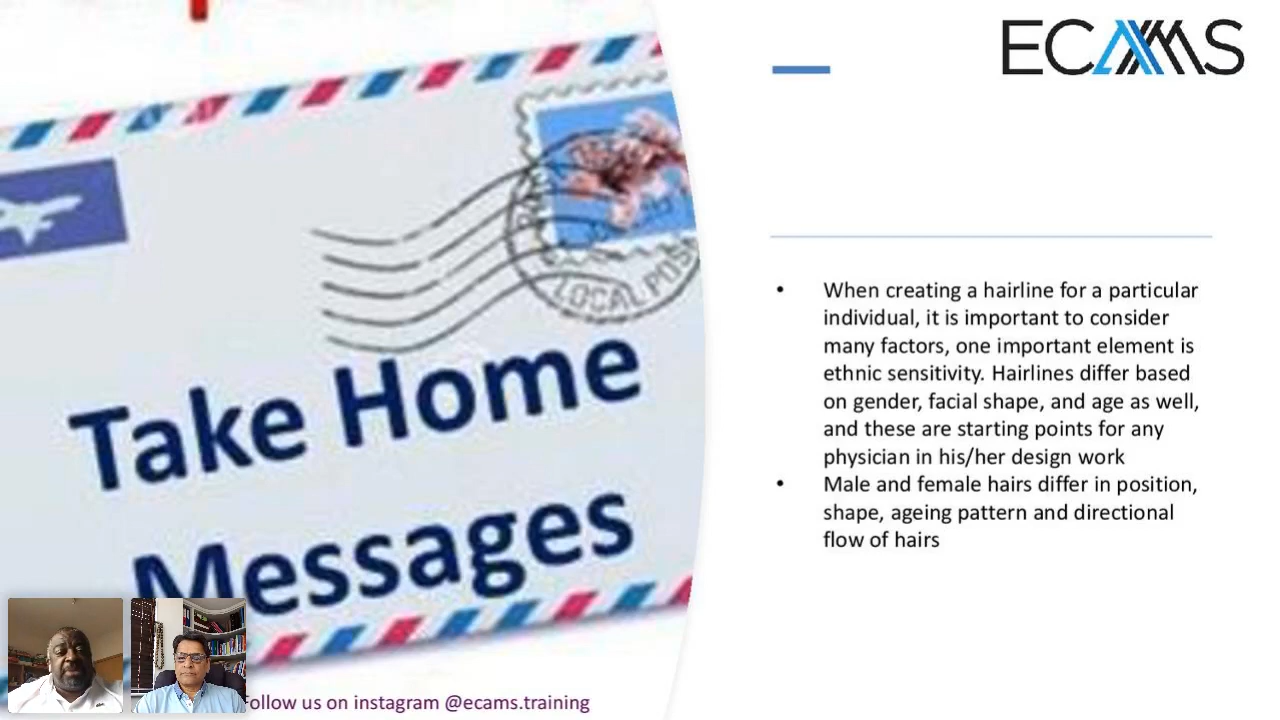 ECAMS
LOCAL POS
Take Home
Messages
• When creating a hairline for a particular
individual, it is important to consider
many factors, one important element is
ethnic sensitivity. Hairlines differ based
on gender, facial shape, and age as well,
and these are starting points for any
physician in his/her design work
• Male and female hairs differ in position,
shape, ageing pattern and directional
flow of hairs
Follow us on instagram @ecams.training